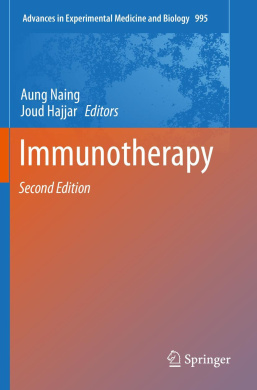 Advances in Experimental Medicine and Biology 995
Aung Naing
Joud Hajjar Editors
Immunotherapy
Second Edition
Springer